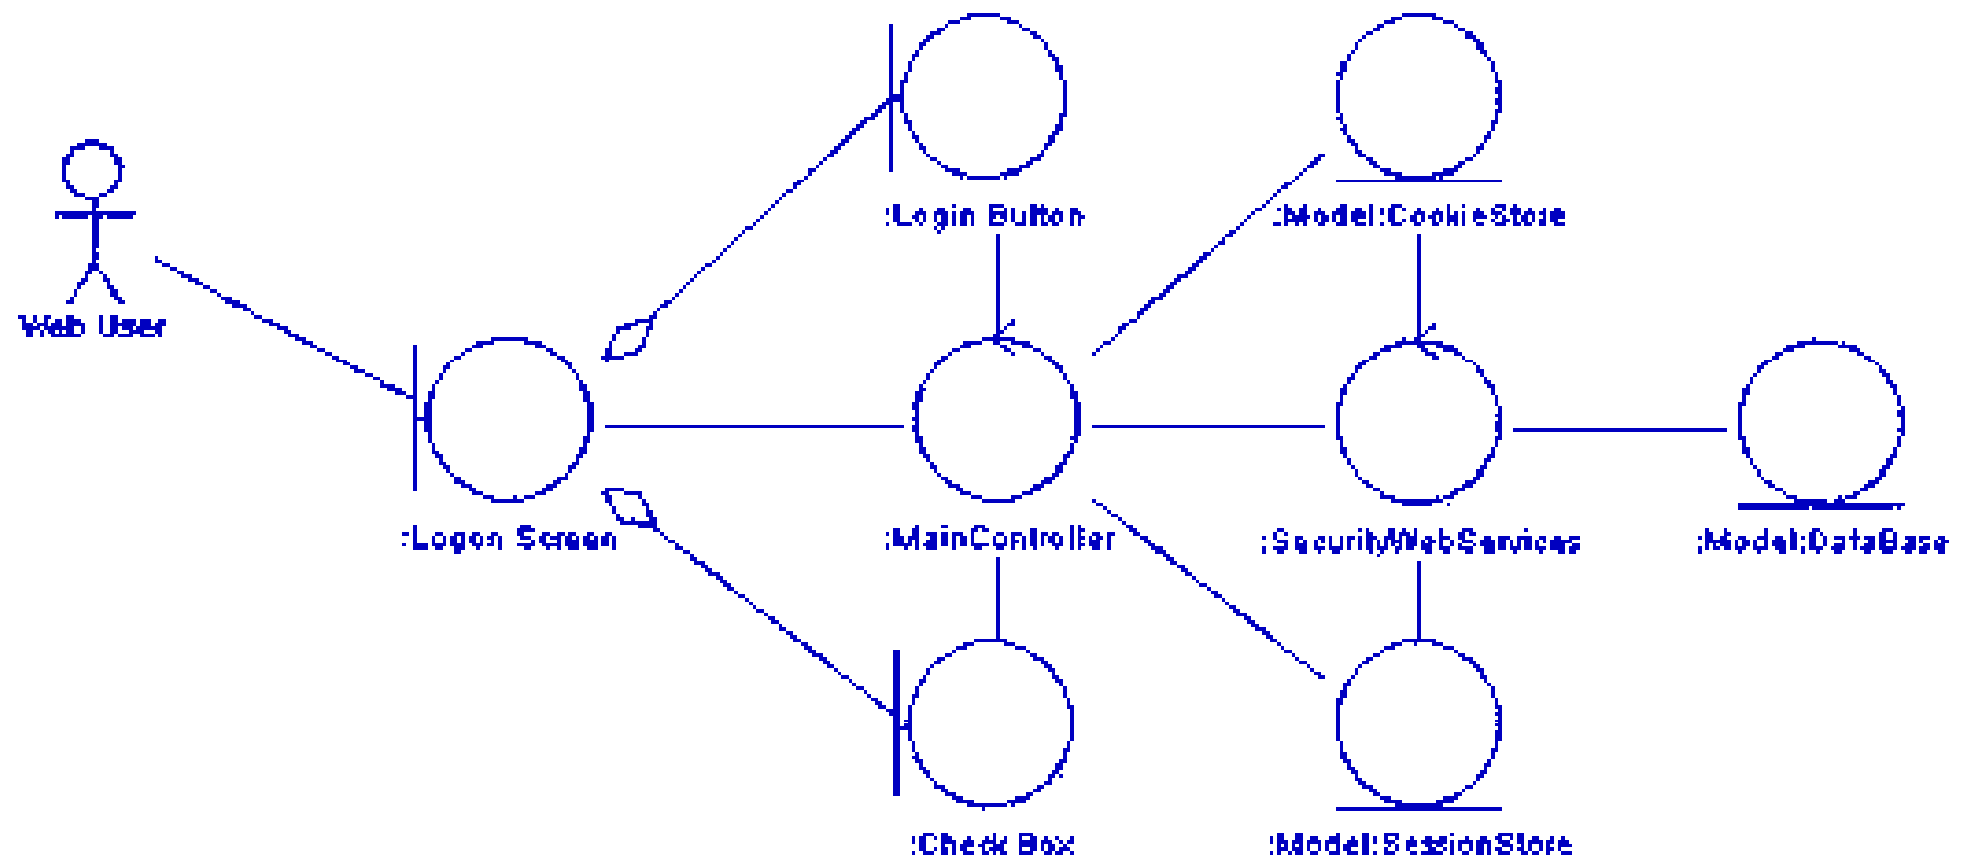 :Login Button
:Model:CookieStore
Web User
:Logon Screen
:MainController
:SecurityWebServices
:Model:DataBase
:Check Box
:Model:SessionStore